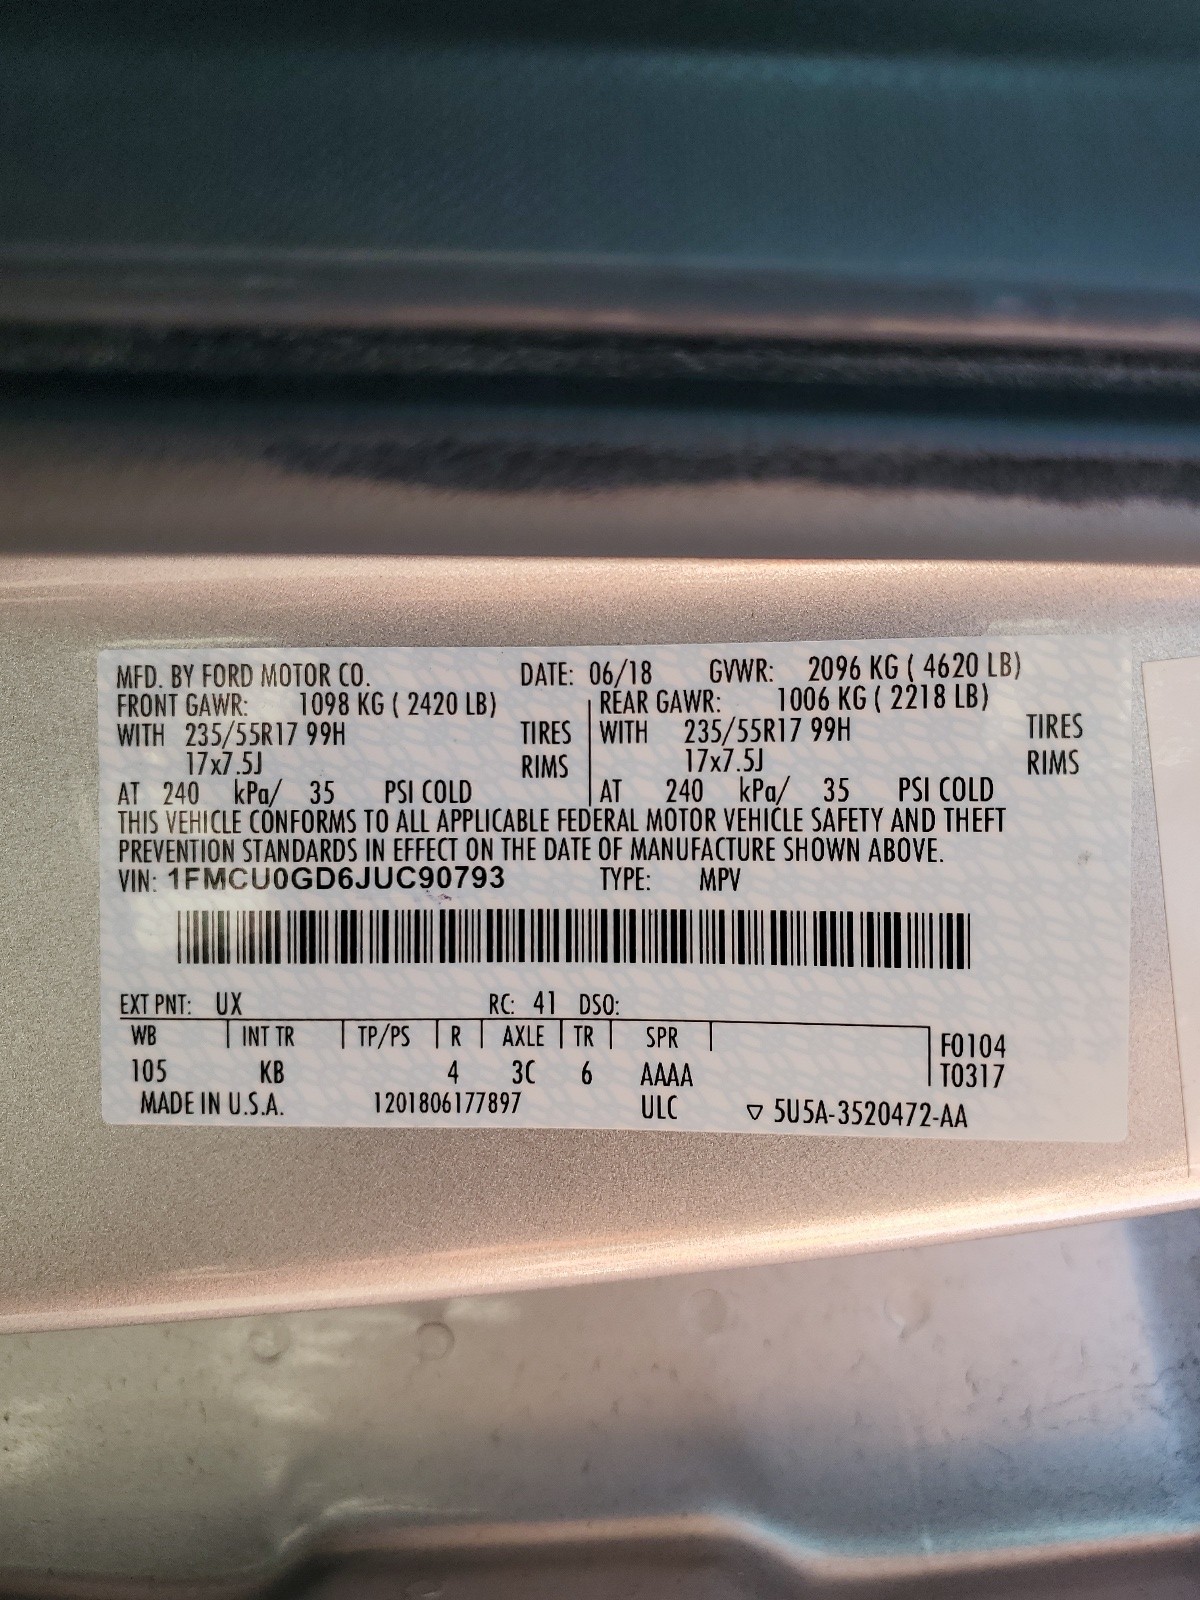 MFD. BY FORD MOTOR CO. DATE: 06/18 GVWR: 2096 KG ( 4620 LB)
FRONT GAWR: 1098 KG ( 2420 LB) REAR GAWR: 1006 KG ( 2218 LB)
WITH 235/55R17 99H TIRES WITH 235/55R17 99H TIRES
17x7.5J RIMS 17x7.5J RIMS
AT 240 kPa/ 35 PSI COLD AT 240 kPa/ 35 PSI COLD
THIS VEHICLE CONFORMS TO ALL APPLICABLE FEDERAL MOTOR VEHICLE SAFETY AND THEFT
PREVENTION STANDARDS IN EFFECT ON THE DATE OF MANUFACTURE SHOWN ABOVE.
VIN: 1FMCU0GD6JUC90793 TYPE: MPV
EXT PNT: UX RC: 41 DSO:
WB INT TR TP/PS R AXLE TR SPR F0104
105 KB 4 3C 6 AAAA T0317
MADE IN U.S.A. 1201806177897 ULC ▽ 5U5A-3520472-AA